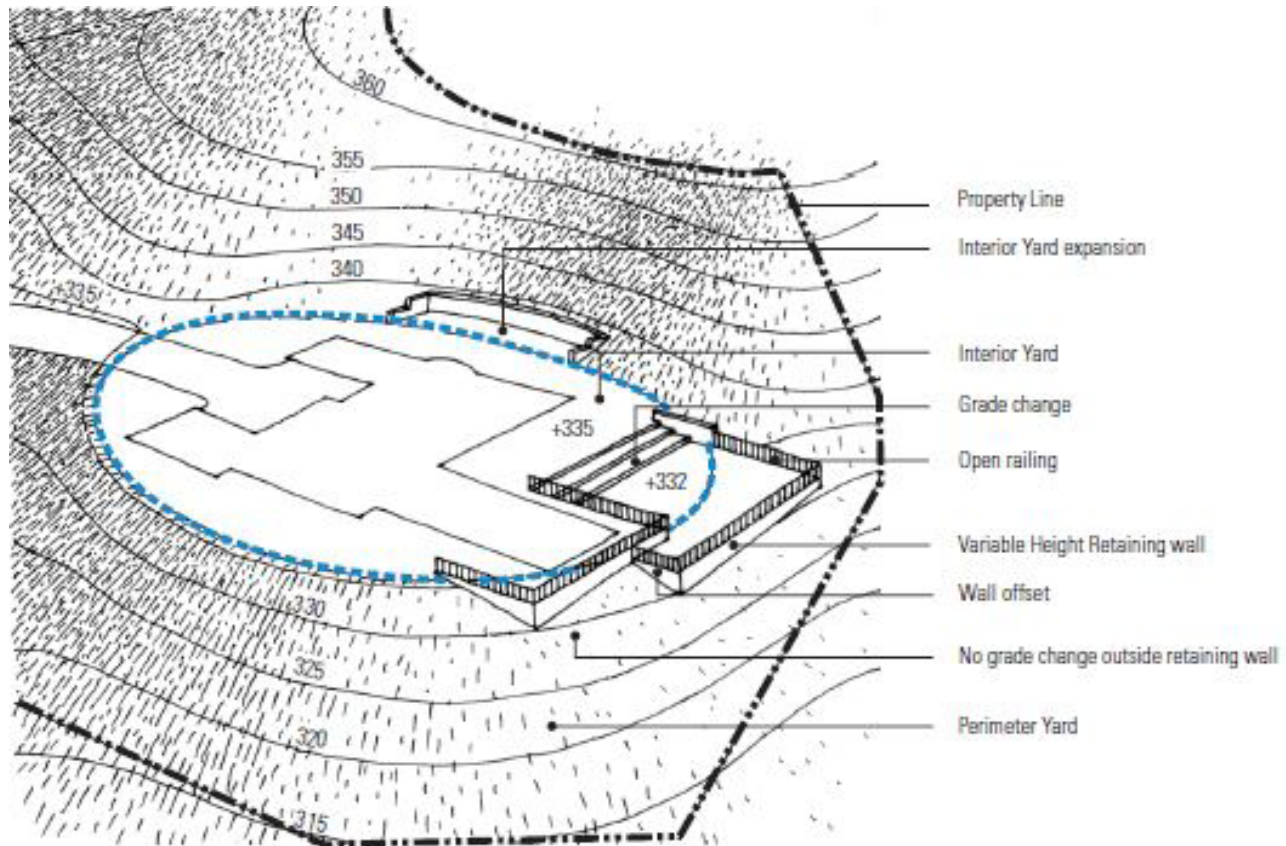 360
355
350
345
340
+335
+335
+332
330
325
320
315
Property Line
Interior Yard expansion
Interior Yard
Grade change
Open railing
Variable Height Retaining wall
Wall offset
No grade change outside retaining wall
Perimeter Yard